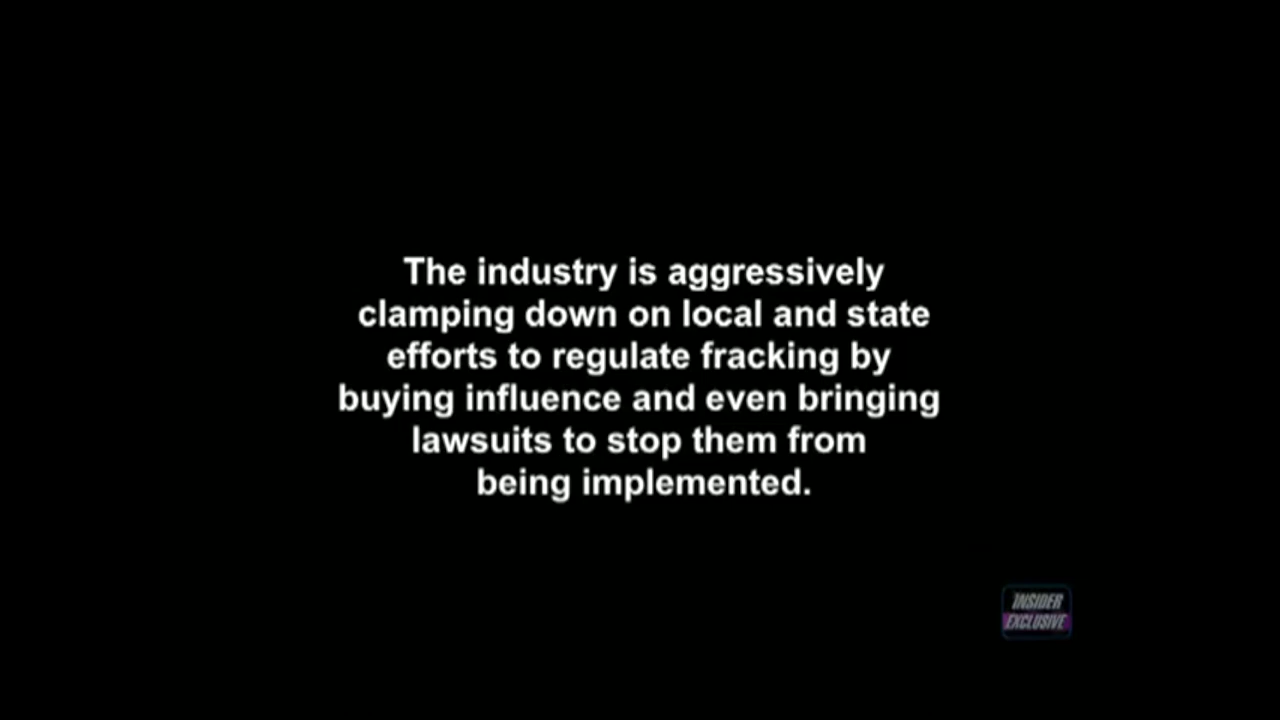 The industry is aggressively
clamping down on local and state
efforts to regulate fracking by
buying influence and even bringing
lawsuits to stop them from
being implemented.
INSIDER
EXCLUSIVE